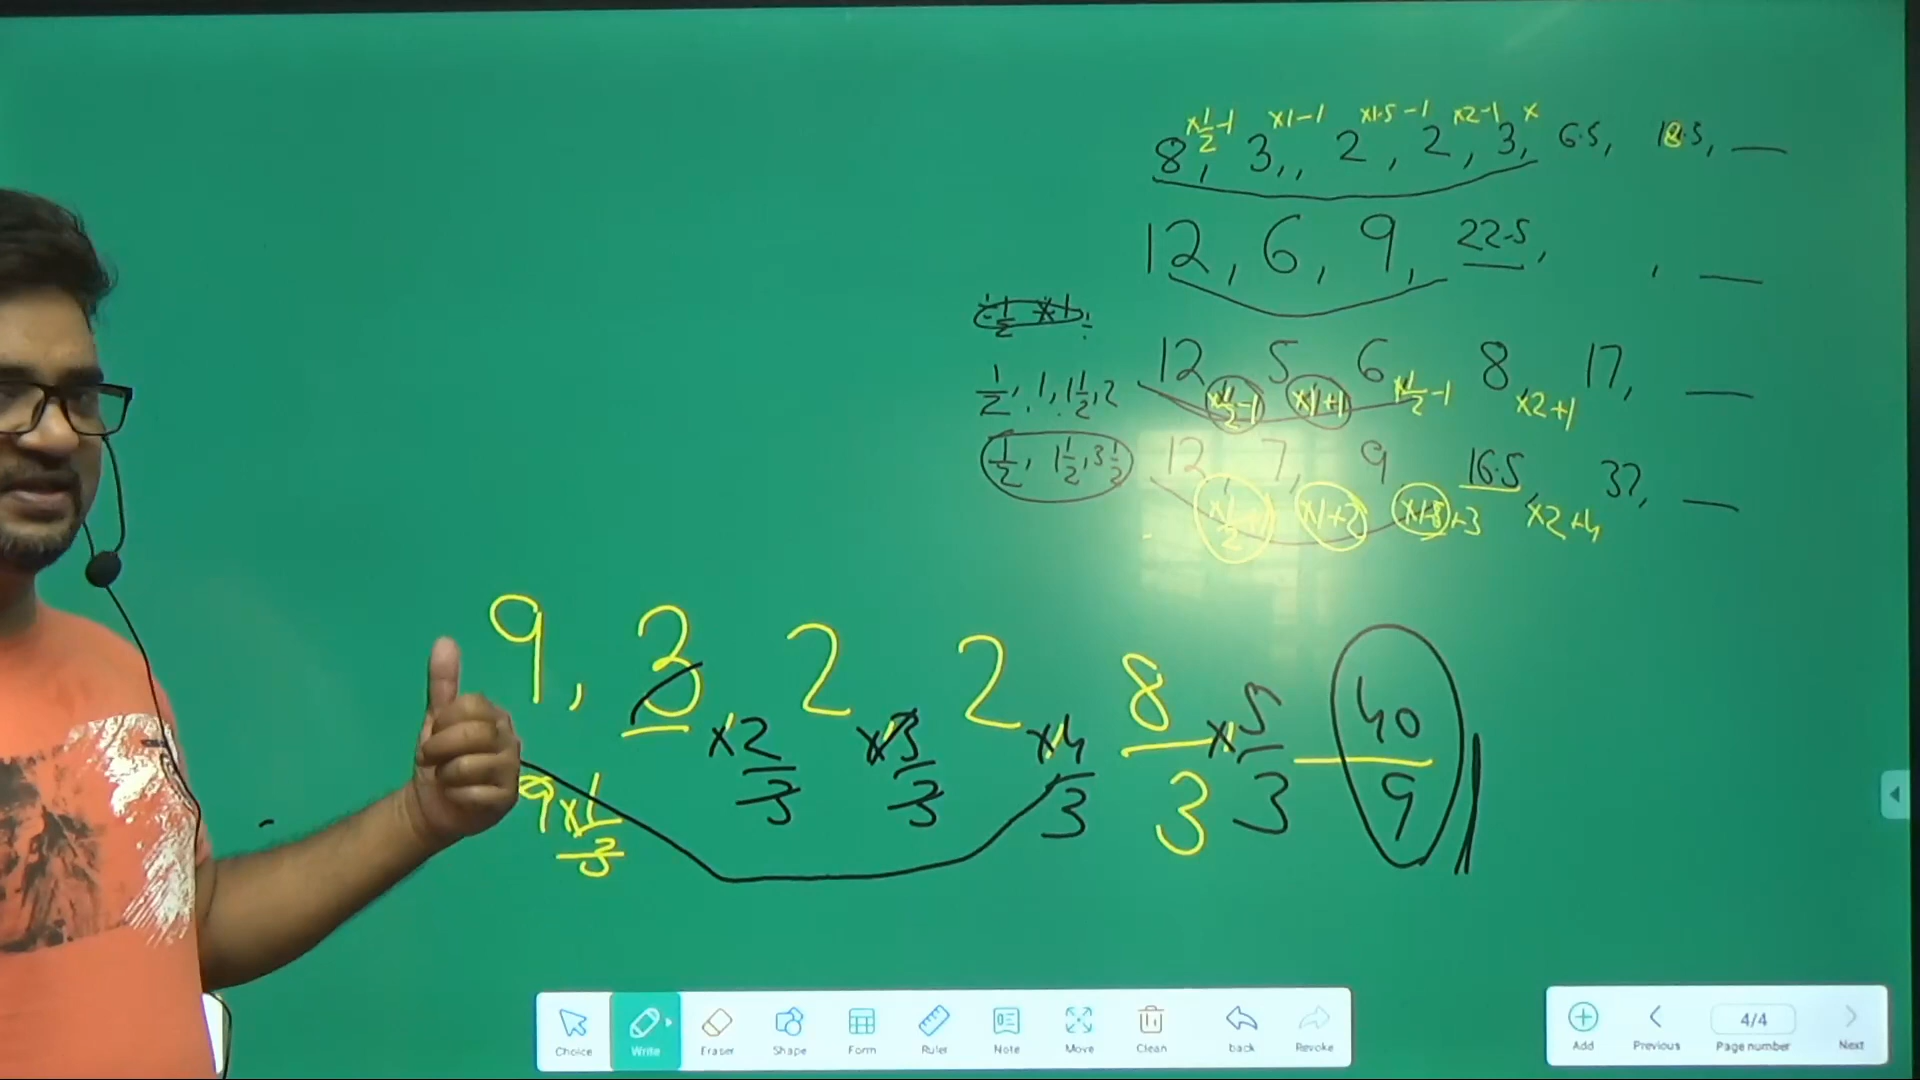 ×1/2-1 ×1-1 ×1.5-1 ×2-1 ×
8, 3,, 2, 2, 3, 6.5, 18.5, __
12, 6, 9, 22.5, , __
12 5 6 8 17, __
1/2, 1, 1 1/2, 2 ×1/2-1 ×1+1 ×1 1/2-1 ×2+1
1/2, 1 1/2, 3 1/2 12 7, 9 16.5, 37, __
×1/2+1 ×1+2 ×1.5+3 ×2+4
9, 3 2 2 8/3 40/9
9×1/3 ×2/3 ×3/3 ×4/3 ×5/3
Choice Write Eraser Shape Form Ruler Note Move Clean back Revoke
Add Previous 4/4 Page number Next